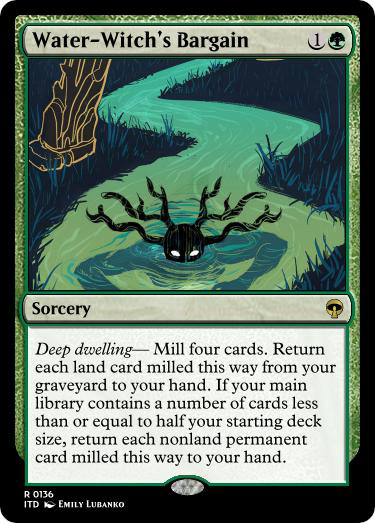 Water-Witch's Bargain 1
Sorcery
Deep dwelling— Mill four cards. Return
each land card milled this way from your
graveyard to your hand. If your main
library contains a number of cards less
than or equal to half your starting deck
size, return each nonland permanent
card milled this way to your hand.
R 0136
ITD Emily Lubanko